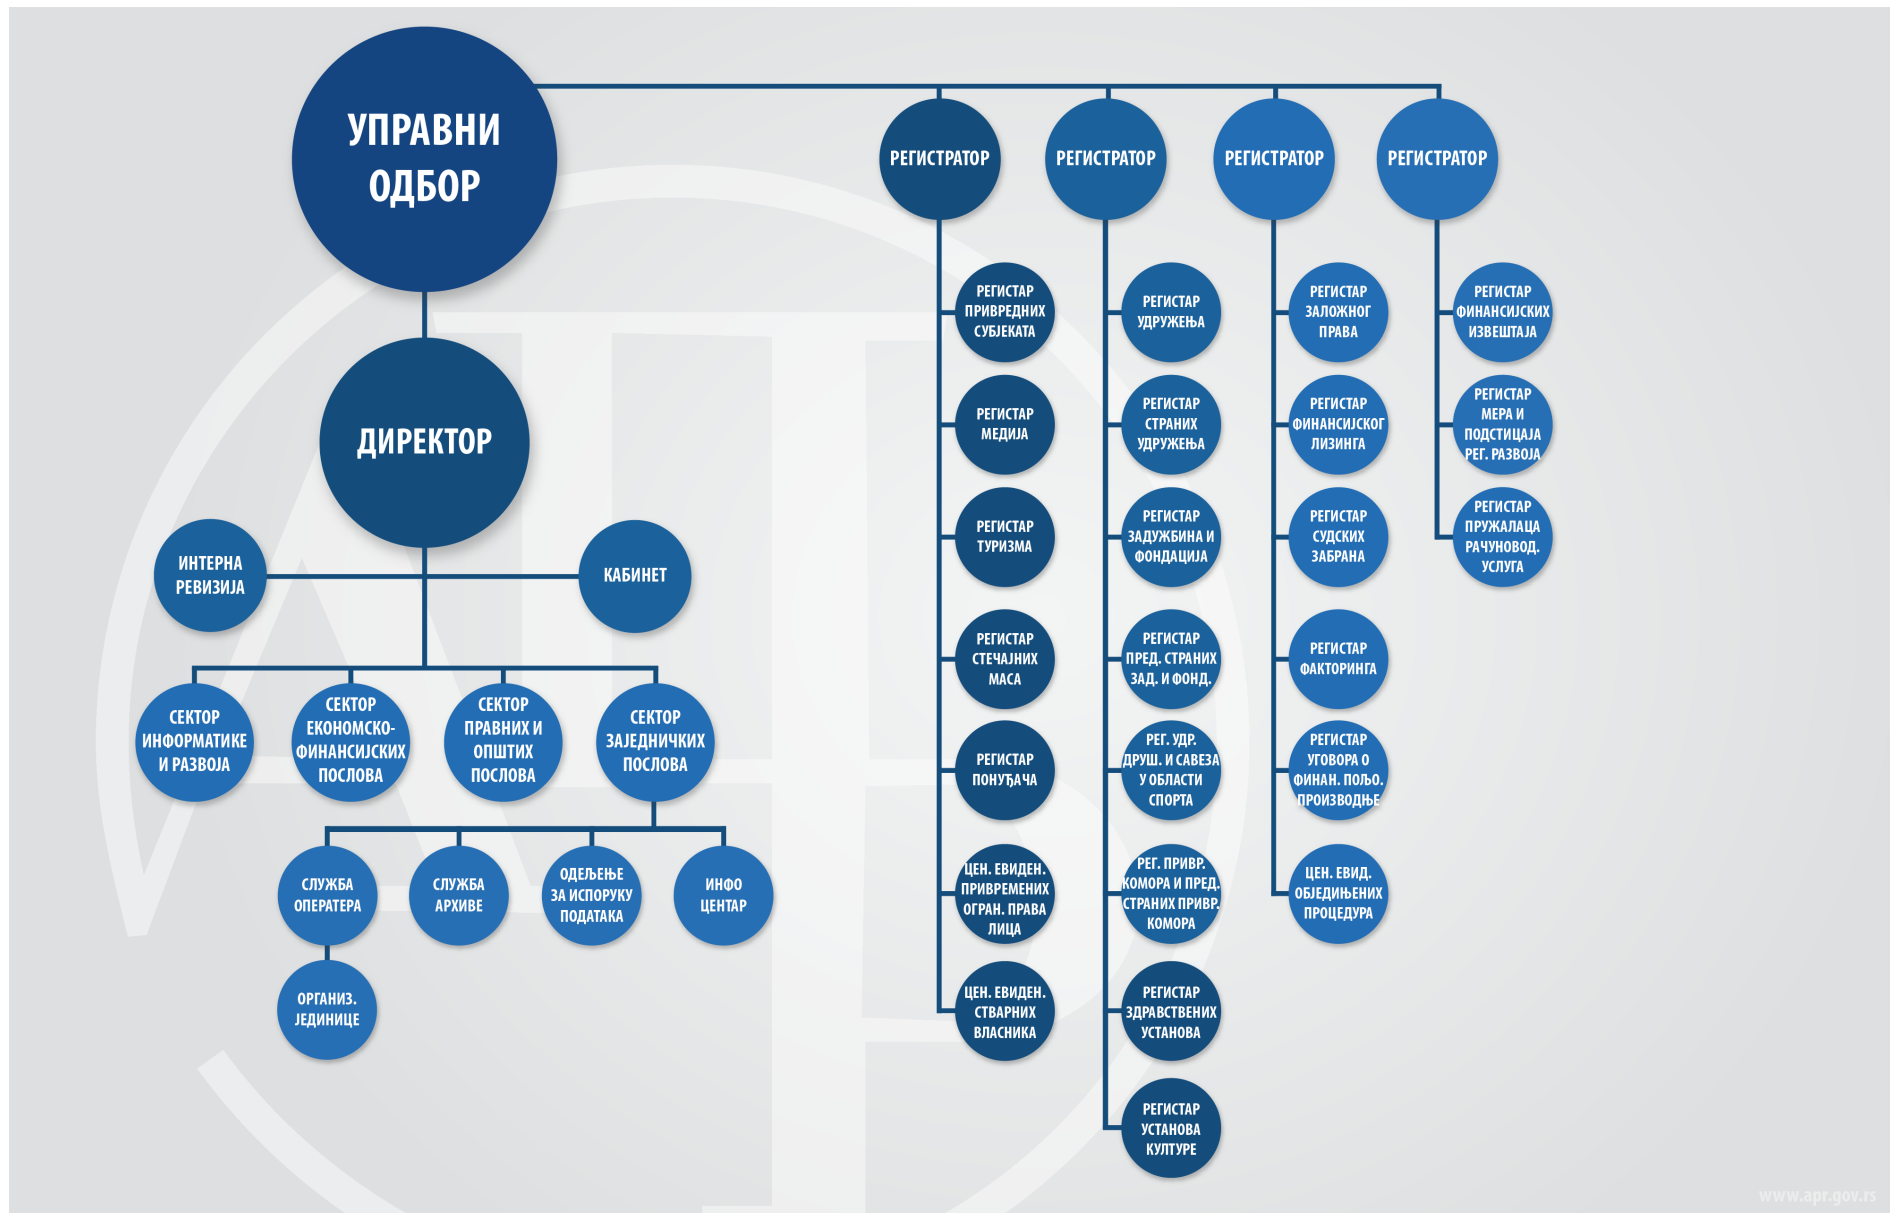 УПРАВНИ
ОДБОР
ДИРЕКТОР
ИНТЕРНА
РЕВИЗИЈА
КАБИНЕТ
СЕКТОР
ИНФОРМАТИКЕ
И РАЗВОЈА
СЕКТОР
ЕКОНОМСКО-
ФИНАНСИЈСКИХ
ПОСЛОВА
СЕКТОР
ПРАВНИХ И
ОПШТИХ
ПОСЛОВА
СЕКТОР
ЗАЈЕДНИЧКИХ
ПОСЛОВА
СЛУЖБА
ОПЕРАТЕРА
СЛУЖБА
АРХИВЕ
ОДЕЉЕЊЕ
ЗА ИСПОРУКУ
ПОДАТАКА
ИНФО
ЦЕНТАР
ОРГАНИЗ.
ЈЕДИНИЦЕ
РЕГИСТРАТОР
РЕГИСТАР
ПРИВРЕДНИХ
СУБЈЕКАТА
РЕГИСТАР
МЕДИЈА
РЕГИСТАР
ТУРИЗМА
РЕГИСТАР
СТЕЧАЈНИХ
МАСА
РЕГИСТАР
ПОНУЂАЧА
ЦЕН. ЕВИДЕН.
ПРИВРЕМЕНИХ
ОГРАН. ПРАВА
ЛИЦА
ЦЕН. ЕВИДЕН.
СТВАРНИХ
ВЛАСНИКА
РЕГИСТРАТОР
РЕГИСТАР
УДРУЖЕЊА
РЕГИСТАР
СТРАНИХ
УДРУЖЕЊА
РЕГИСТАР
ЗАДУЖБИНА И
ФОНДАЦИЈА
РЕГИСТАР
ПРЕД. СТРАНИХ
ЗАД. И ФОНД.
РЕГ. УДР.
ДРУШ. И САВЕЗА
У ОБЛАСТИ
СПОРТА
РЕГ. ПРИВР.
КОМОРА И ПРЕД.
СТРАНИХ ПРИВР.
КОМОРА
РЕГИСТАР
ЗДРАВСТВЕНИХ
УСТАНОВА
РЕГИСТАР
УСТАНОВА
КУЛТУРЕ
РЕГИСТРАТОР
РЕГИСТАР
ЗАЛОЖНОГ
ПРАВА
РЕГИСТАР
ФИНАНСИЈСКОГ
ЛИЗИНГА
РЕГИСТАР
СУДСКИХ
ЗАБРАНА
РЕГИСТАР
ФАКТОРИНГА
РЕГИСТАР
УГОВОРА О
ФИНАН. ПОЉО.
ПРОИЗВОДЊЕ
ЦЕН. ЕВИД.
ОБЈЕДИЊЕНИХ
ПРОЦЕДУРА
РЕГИСТРАТОР
РЕГИСТАР
ФИНАНСИЈСКИХ
ИЗВЕШТАЈА
РЕГИСТАР
МЕРА И
ПОДСТИЦАЈА
РЕГ. РАЗВОЈА
РЕГИСТАР
ПРУЖАЛАЦА
РАЧУНОВОД.
УСЛУГА
www.apr.gov.rs